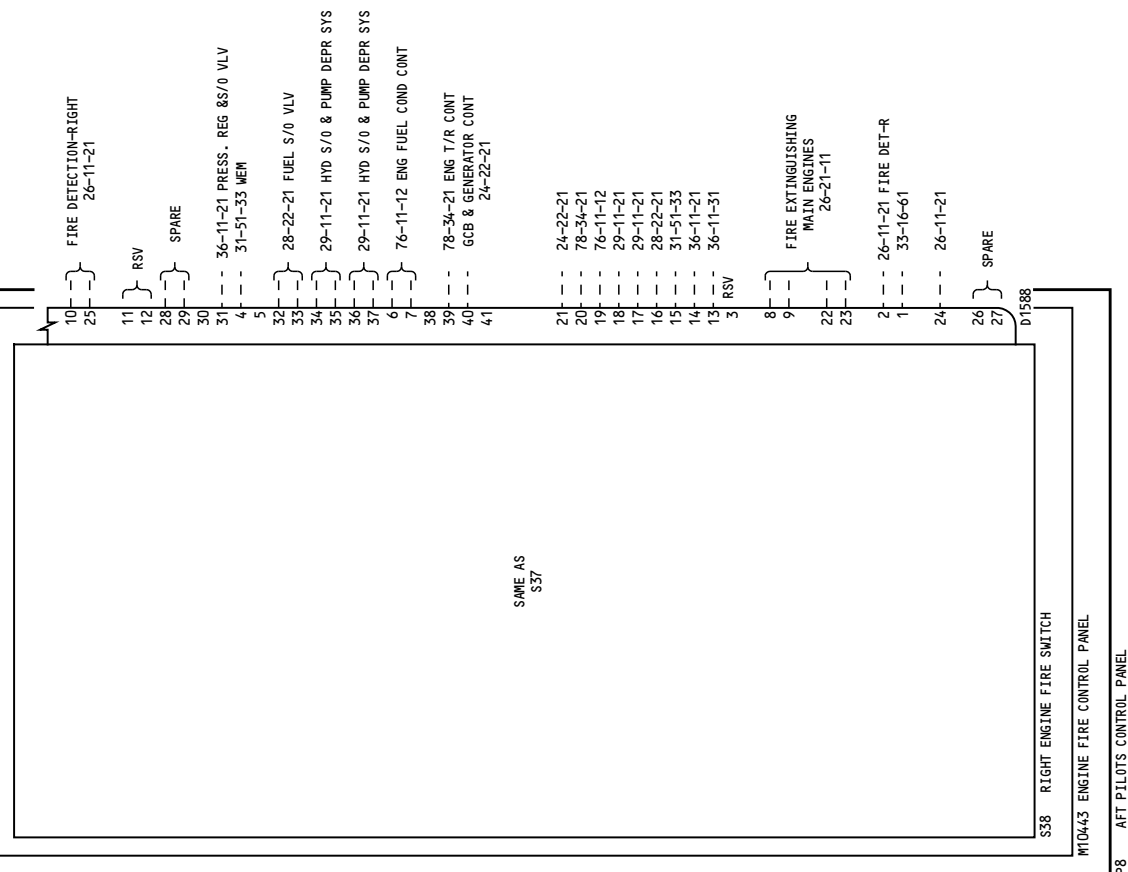 10 --- FIRE DETECTION-RIGHT
25 --- 26-11-21
11
12 RSV
28 ---
29 --- SPARE
30
31 --- 36-11-21 PRESS. REG &S/O VLV
4 --- 31-51-33 WEM
5
32 ---
33 --- 28-22-21 FUEL S/O VLV
34 ---
35 --- 29-11-21 HYD S/O & PUMP DEPR SYS
36 ---
37 --- 29-11-21 HYD S/O & PUMP DEPR SYS
6 ---
7 --- 76-11-12 ENG FUEL COND CONT
38
39 --- 78-34-21 ENG T/R CONT
40 --- GCB & GENERATOR CONT
41 24-22-21
21 --- 24-22-21
20 --- 78-34-21
19 --- 76-11-12
18 --- 29-11-21
17 --- 29-11-21
16 --- 28-22-21
15 --- 31-51-33
14 --- 36-11-21
13 --- 36-11-31
3 RSV
8 ---
9 --- FIRE EXTINGUISHING
MAIN ENGINES
22 --- 26-21-11
23 ---
2 --- 26-11-21 FIRE DET-R
1 --- 33-16-61
24 --- 26-11-21
26
27 SPARE
D1588
SAME AS
S37
S38 RIGHT ENGINE FIRE SWITCH
M10443 ENGINE FIRE CONTROL PANEL
P8 AFT PILOTS CONTROL PANEL